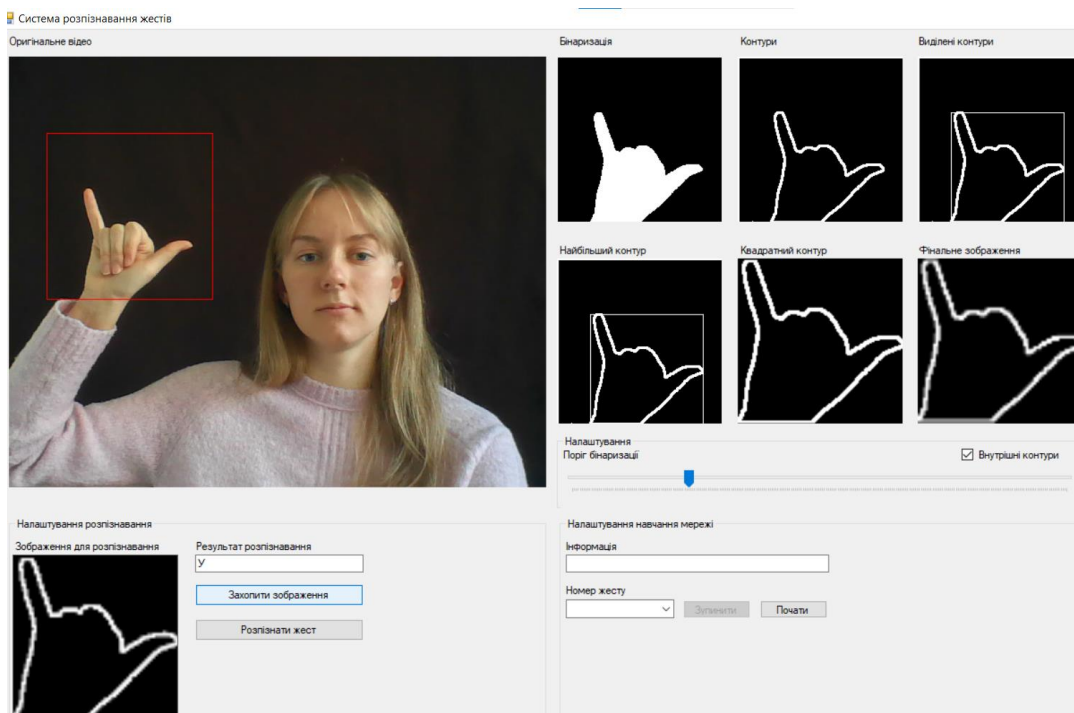 Система розпізнавання жестів
Оригінальне відео
Бінаризація
Контури
Виділені контури
Найбільший контур
Квадратний контур
Фінальне зображення
Налаштування
Поріг бінаризації
Внутрішні контури
Налаштування розпізнавання
Зображення для розпізнавання
Результат розпізнавання
У
Захопити зображення
Розпізнати жест
Налаштування навчання мережі
Інформація
Номер жесту
Зупинити
Почати